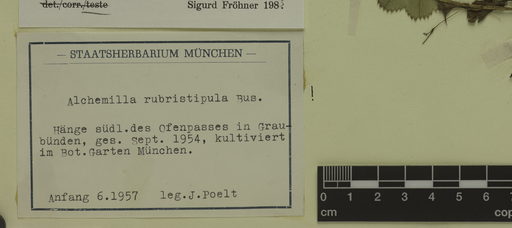 det./corr./teste Sigurd Fröhner 198
— STAATSHERBARIUM MÜNCHEN —
Alchemilla rubristipula Bus.
Hänge südl.des Ofenpasses in Grau-
bünden, ges. Sept. 1954, kultiviert
im Bot.Garten München.
Anfang 6.1957 leg.J.Poelt
!
0 1 2 3 4 5 6 7
cm cop